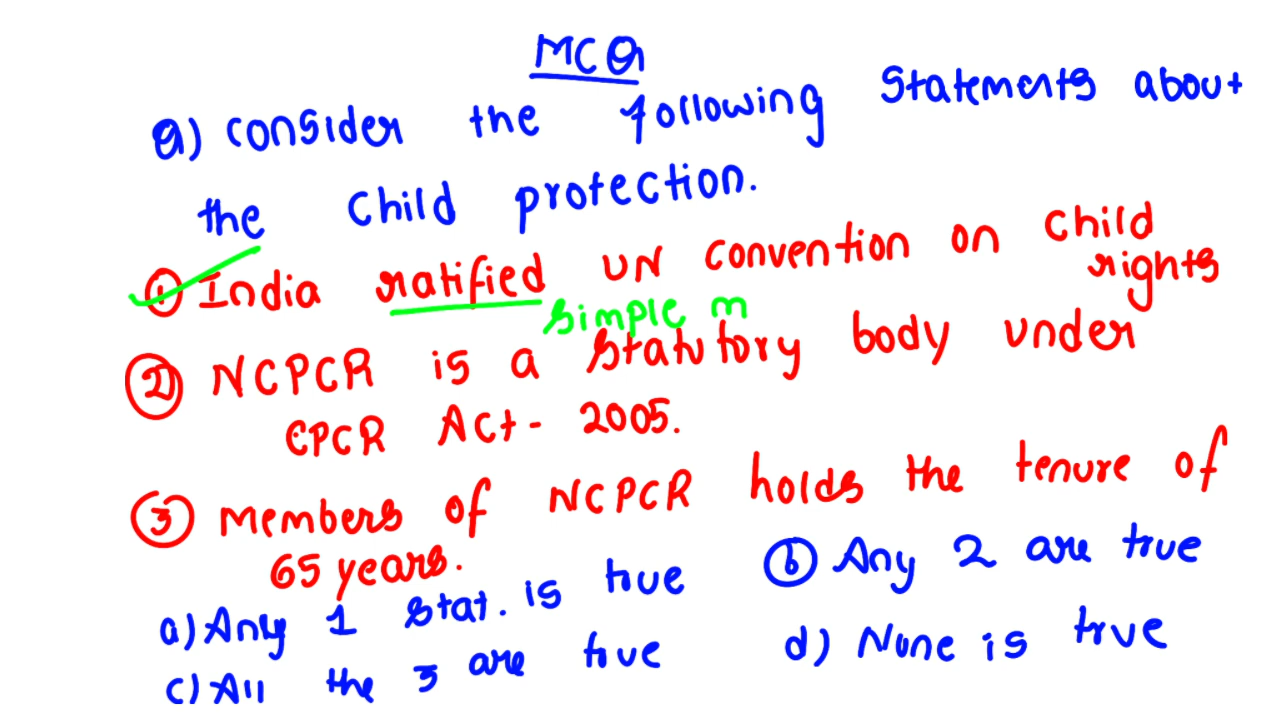 MCQ
Q) consider the following statements about
the child protection.
① India ratified UN convention on child
rights
simple m
② NCPCR is a statutory body under
CPCR Act - 2005.
③ Members of NCPCR holds the tenure of
65 years.
a) Any 1 stat. is true ⓑ Any 2 are true
c) All the 3 are true d) None is true